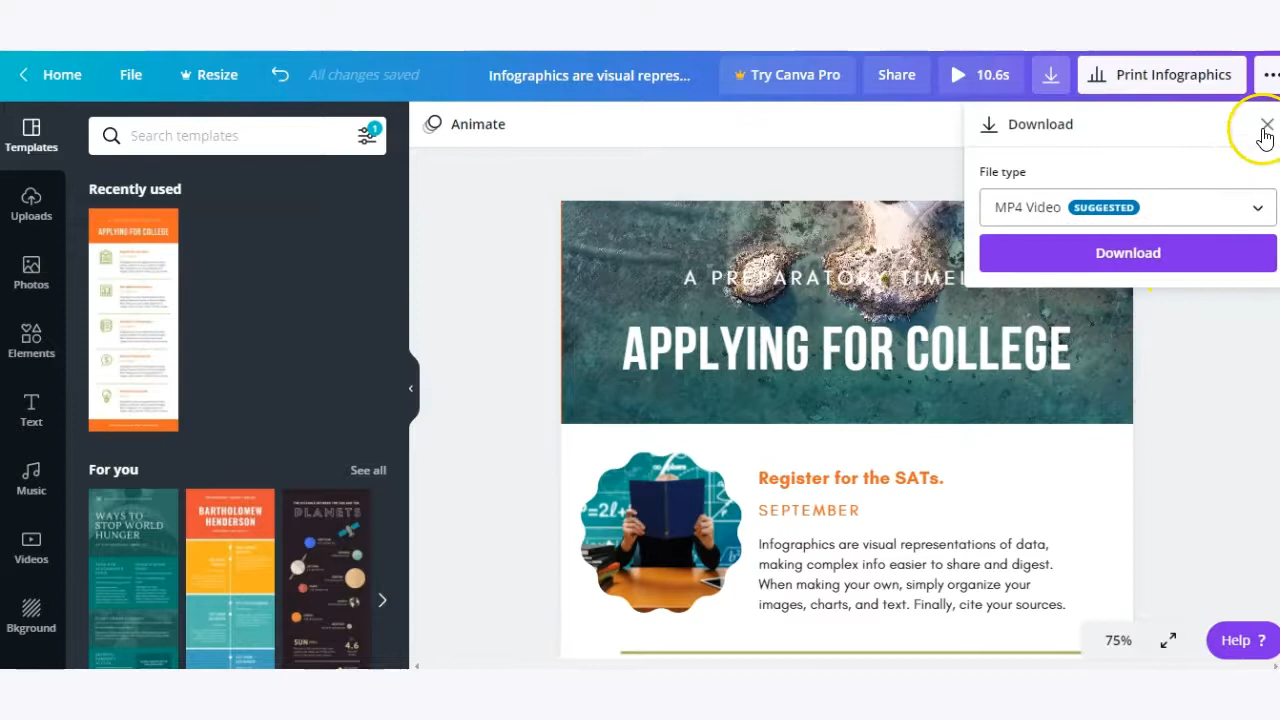 Home File Resize All changes saved Infographics are visual repres... Try Canva Pro Share 10.6s Print Infographics
Templates
Uploads
Photos
Elements
Text
Music
Videos
Bkground
Search templates 1
Recently used
APPLYING FOR COLLEGE
For you See all
WAYS TO
STOP WORLD
HUNGER
BARTHOLOMEW
HENDERSON
PLANETS
SUN
4.6
Animate
Download
File type
MP4 Video SUGGESTED
Download
APPLYING FOR COLLEGE
Register for the SATs.
SEPTEMBER
Infographics are visual representations of data,
making complex info easier to share and digest.
When making your own, simply organize your
images, charts, and text. Finally, cite your sources.
75% Help ?